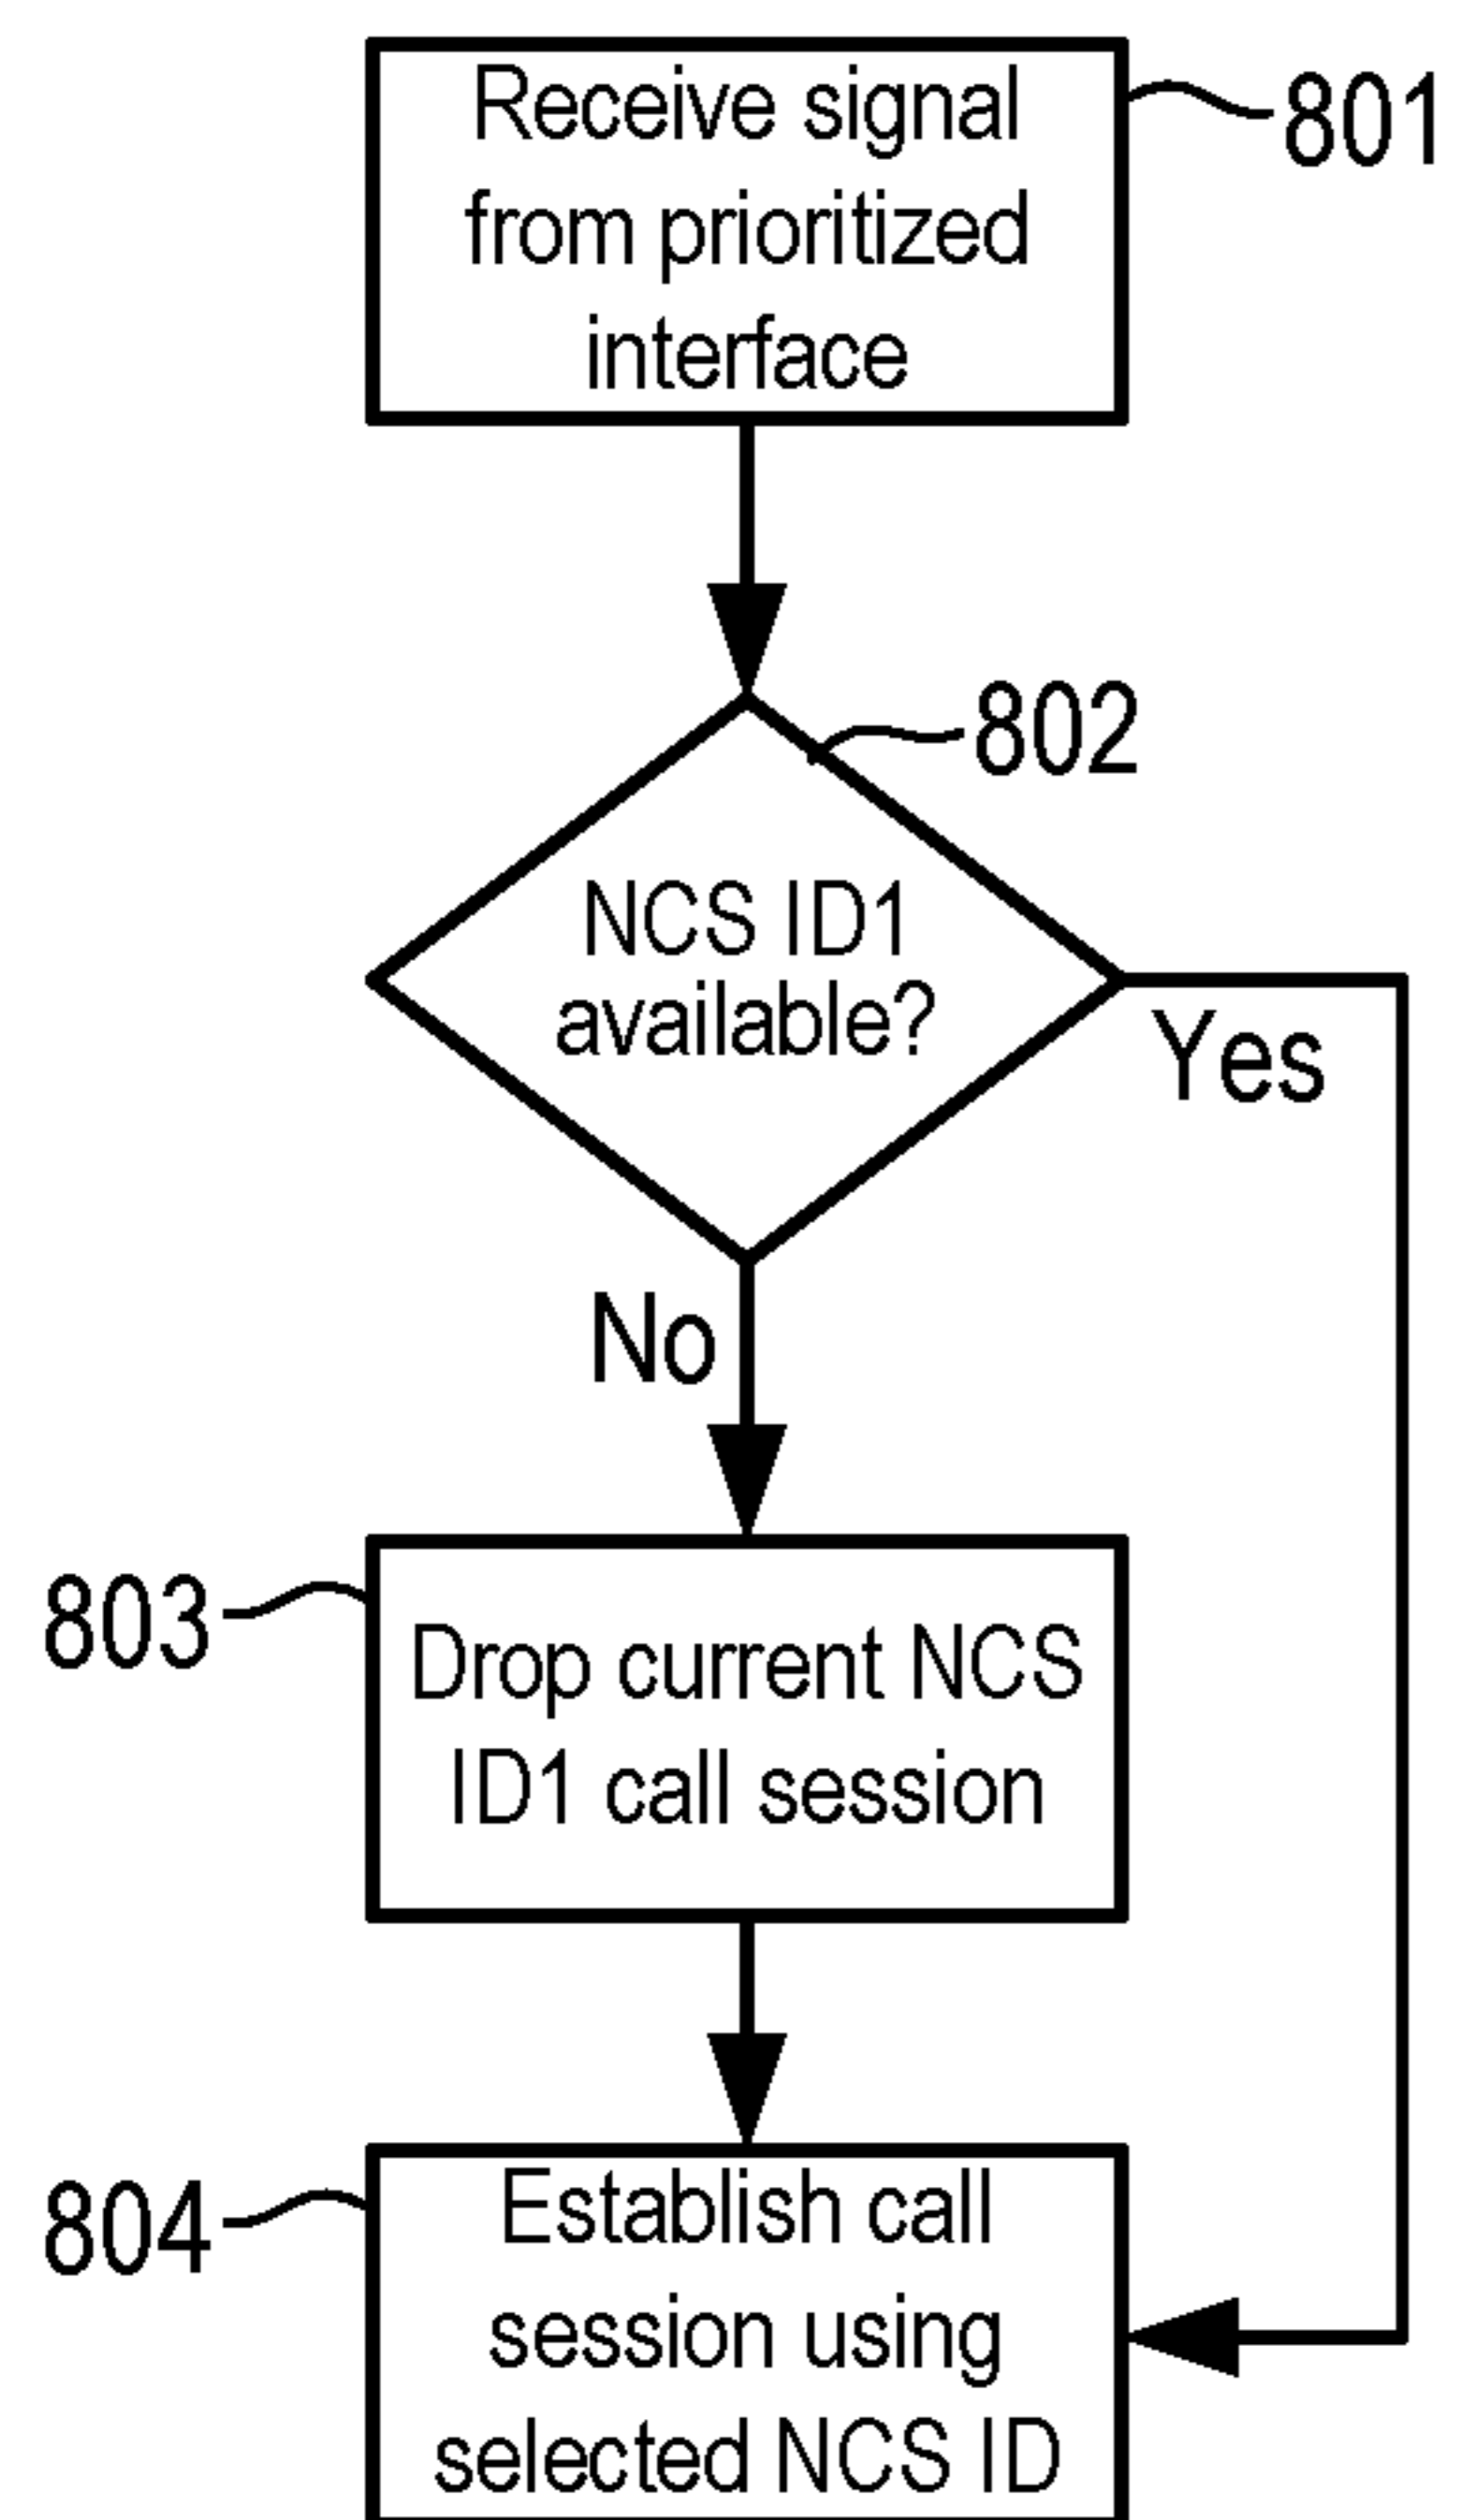 Receive signal
from prioritized
interface
801
802
NCS ID1
available?
Yes
No
803
Drop current NCS
ID1 call session
804
Establish call
session using
selected NCS ID